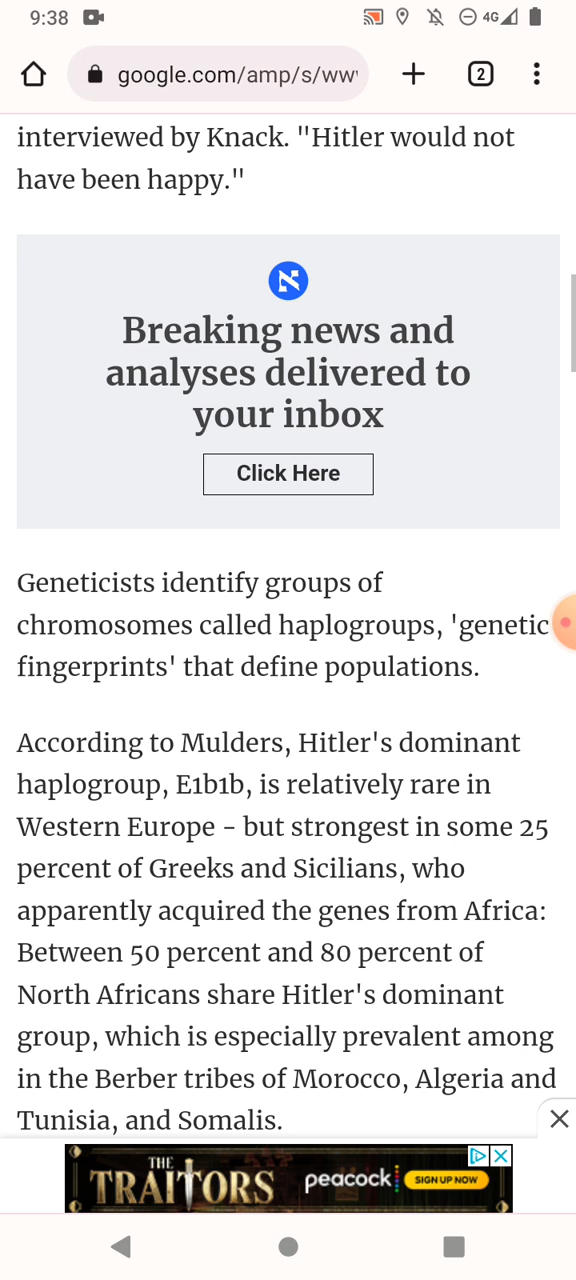 9:38
4G
google.com/amp/s/ww
2
interviewed by Knack. "Hitler would not
have been happy."
Breaking news and
analyses delivered to
your inbox
Click Here
Geneticists identify groups of
chromosomes called haplogroups, 'genetic
fingerprints' that define populations.
According to Mulders, Hitler's dominant
haplogroup, E1b1b, is relatively rare in
Western Europe - but strongest in some 25
percent of Greeks and Sicilians, who
apparently acquired the genes from Africa:
Between 50 percent and 80 percent of
North Africans share Hitler's dominant
group, which is especially prevalent among
in the Berber tribes of Morocco, Algeria and
Tunisia, and Somalis.
THE
TRAITORS
peacock
SIGN UP NOW